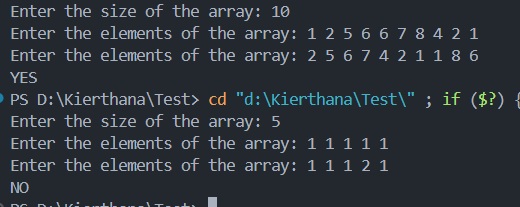 Enter the size of the array: 10
Enter the elements of the array: 1 2 5 6 6 7 8 4 2 1
Enter the elements of the array: 2 5 6 7 4 2 1 1 8 6
YES
PS D:\Kierthana\Test> cd "d:\Kierthana\Test\" ; if ($?) {
Enter the size of the array: 5
Enter the elements of the array: 1 1 1 1 1
Enter the elements of the array: 1 1 1 2 1
NO
PS D:\Kierthana\Test>